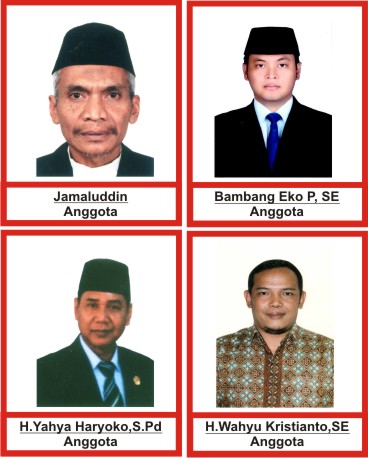 Jamaluddin
Anggota
Bambang Eko P, SE
Anggota
H.Yahya Haryoko,S.Pd
Anggota
H.Wahyu Kristianto,SE
Anggota